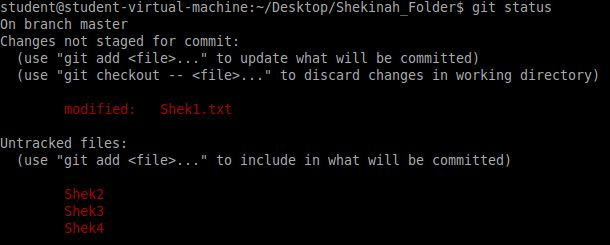 student@student-virtual-machine:~/Desktop/Shekinah_Folder$ git status
On branch master
Changes not staged for commit:
  (use "git add <file>..." to update what will be committed)
  (use "git checkout -- <file>..." to discard changes in working directory)

        modified:   Shek1.txt

Untracked files:
  (use "git add <file>..." to include in what will be committed)

        Shek2
        Shek3
        Shek4